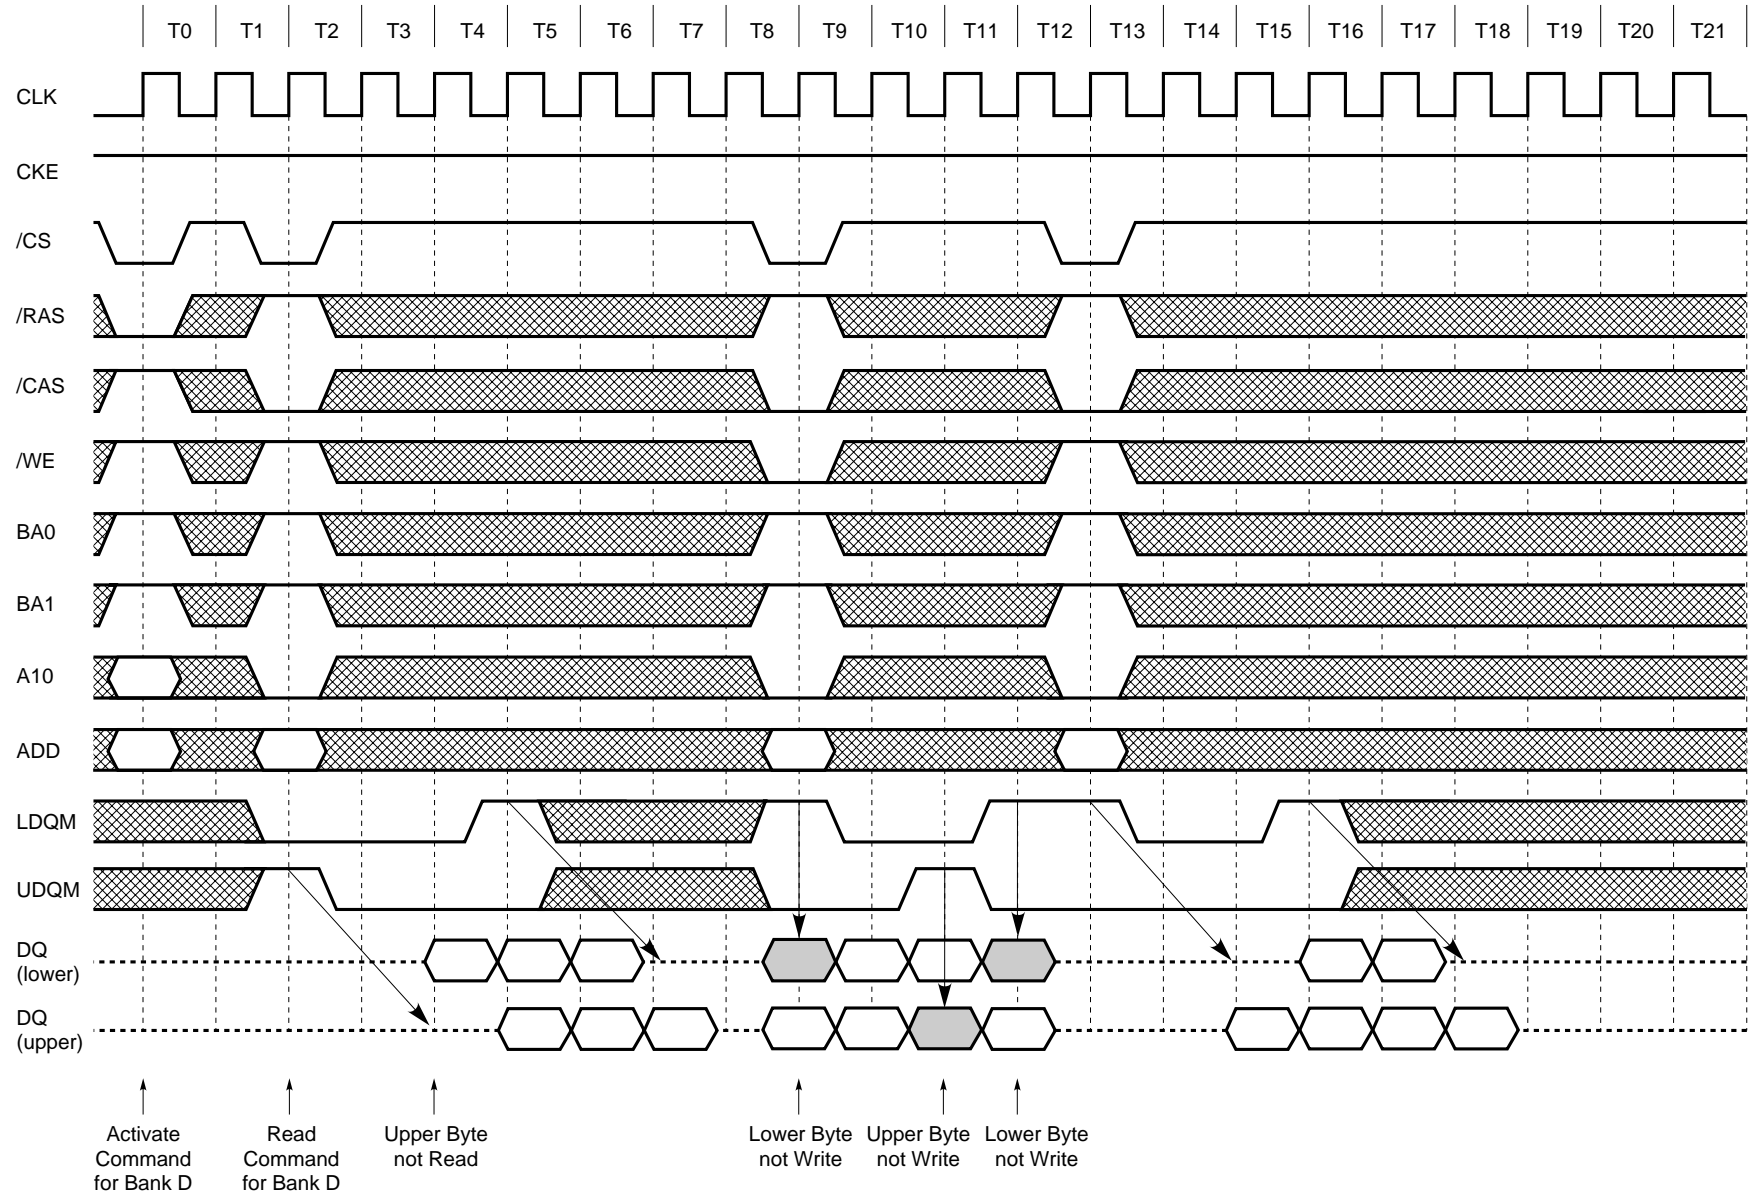 T0 T1 T2 T3 T4 T5 T6 T7 T8 T9 T10 T11 T12 T13 T14 T15 T16 T17 T18 T19 T20 T21
CLK
CKE
/CS
/RAS
/CAS
/WE
BA0
BA1
A10
ADD
LDQM
UDQM
DQ
(lower)
DQ
(upper)
Activate
Command
for Bank D
Read
Command
for Bank D
Upper Byte
not Read
Lower Byte
not Write
Upper Byte
not Write
Lower Byte
not Write